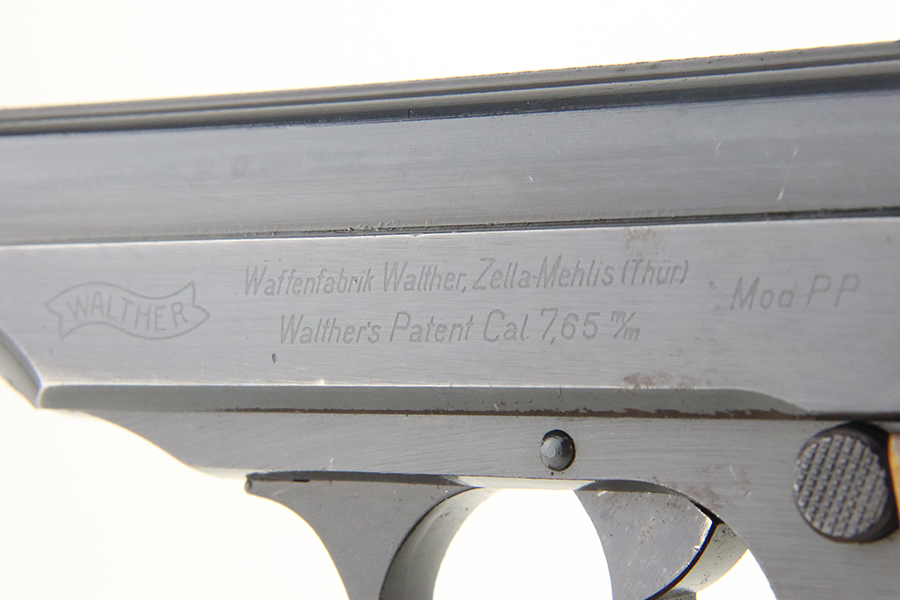 WALTHER
Waffenfabrik Walther, Zella-Mehlis (Thür.)
Walther's Patent Cal. 7,65 m/m
Mod PP